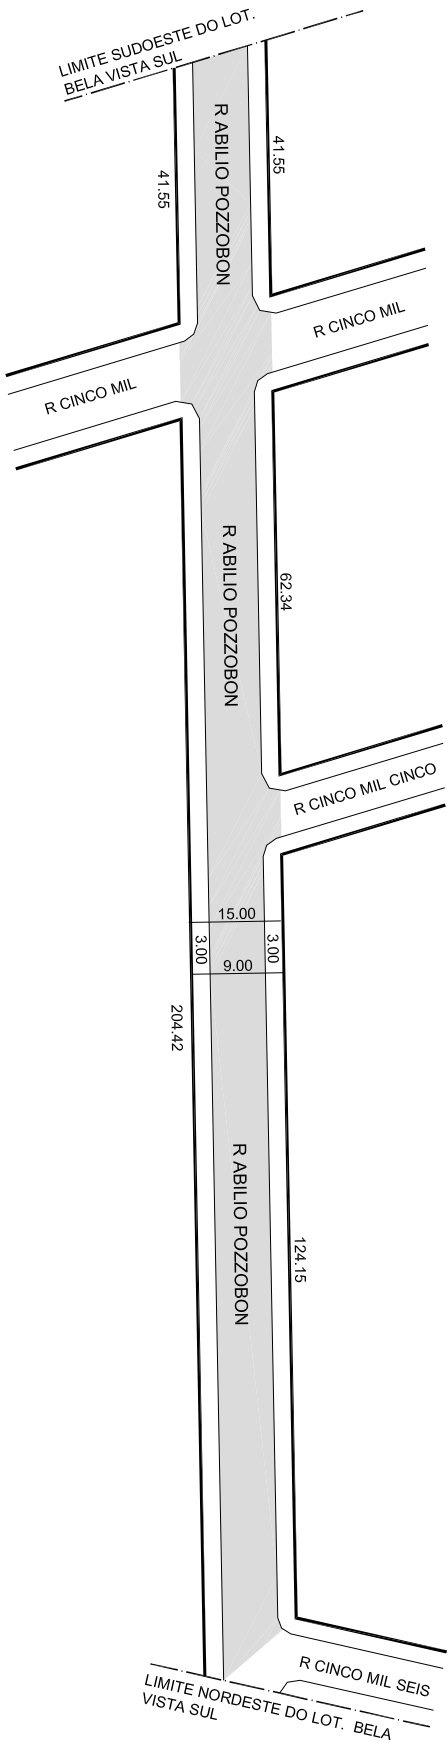 LIMITE SUDOESTE DO LOT.
BELA VISTA SUL
R ABILIO POZZOBON
41.55
41.55
R CINCO MIL
R CINCO MIL
R ABILIO POZZOBON
62.34
R CINCO MIL CINCO
15.00
3.00
3.00
9.00
204.42
R ABILIO POZZOBON
124.15
R CINCO MIL SEIS
LIMITE NORDESTE DO LOT. BELA
VISTA SUL